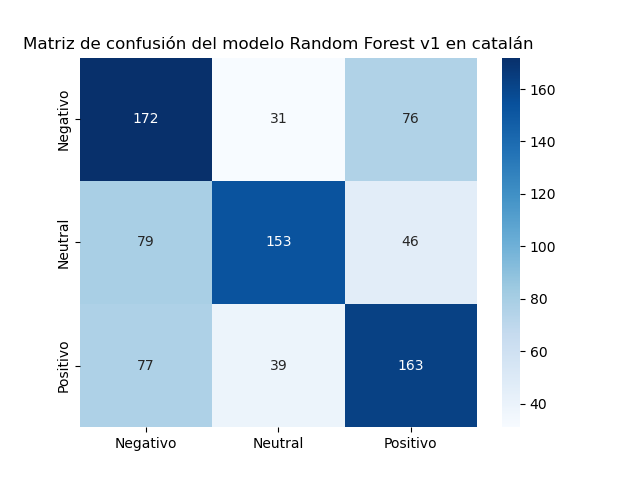 Matriz de confusión del modelo Random Forest v1 en catalán
Negativo 172 31 76
Neutral 79 153 46
Positivo 77 39 163
Negativo Neutral Positivo
160
140
120
100
80
60
40